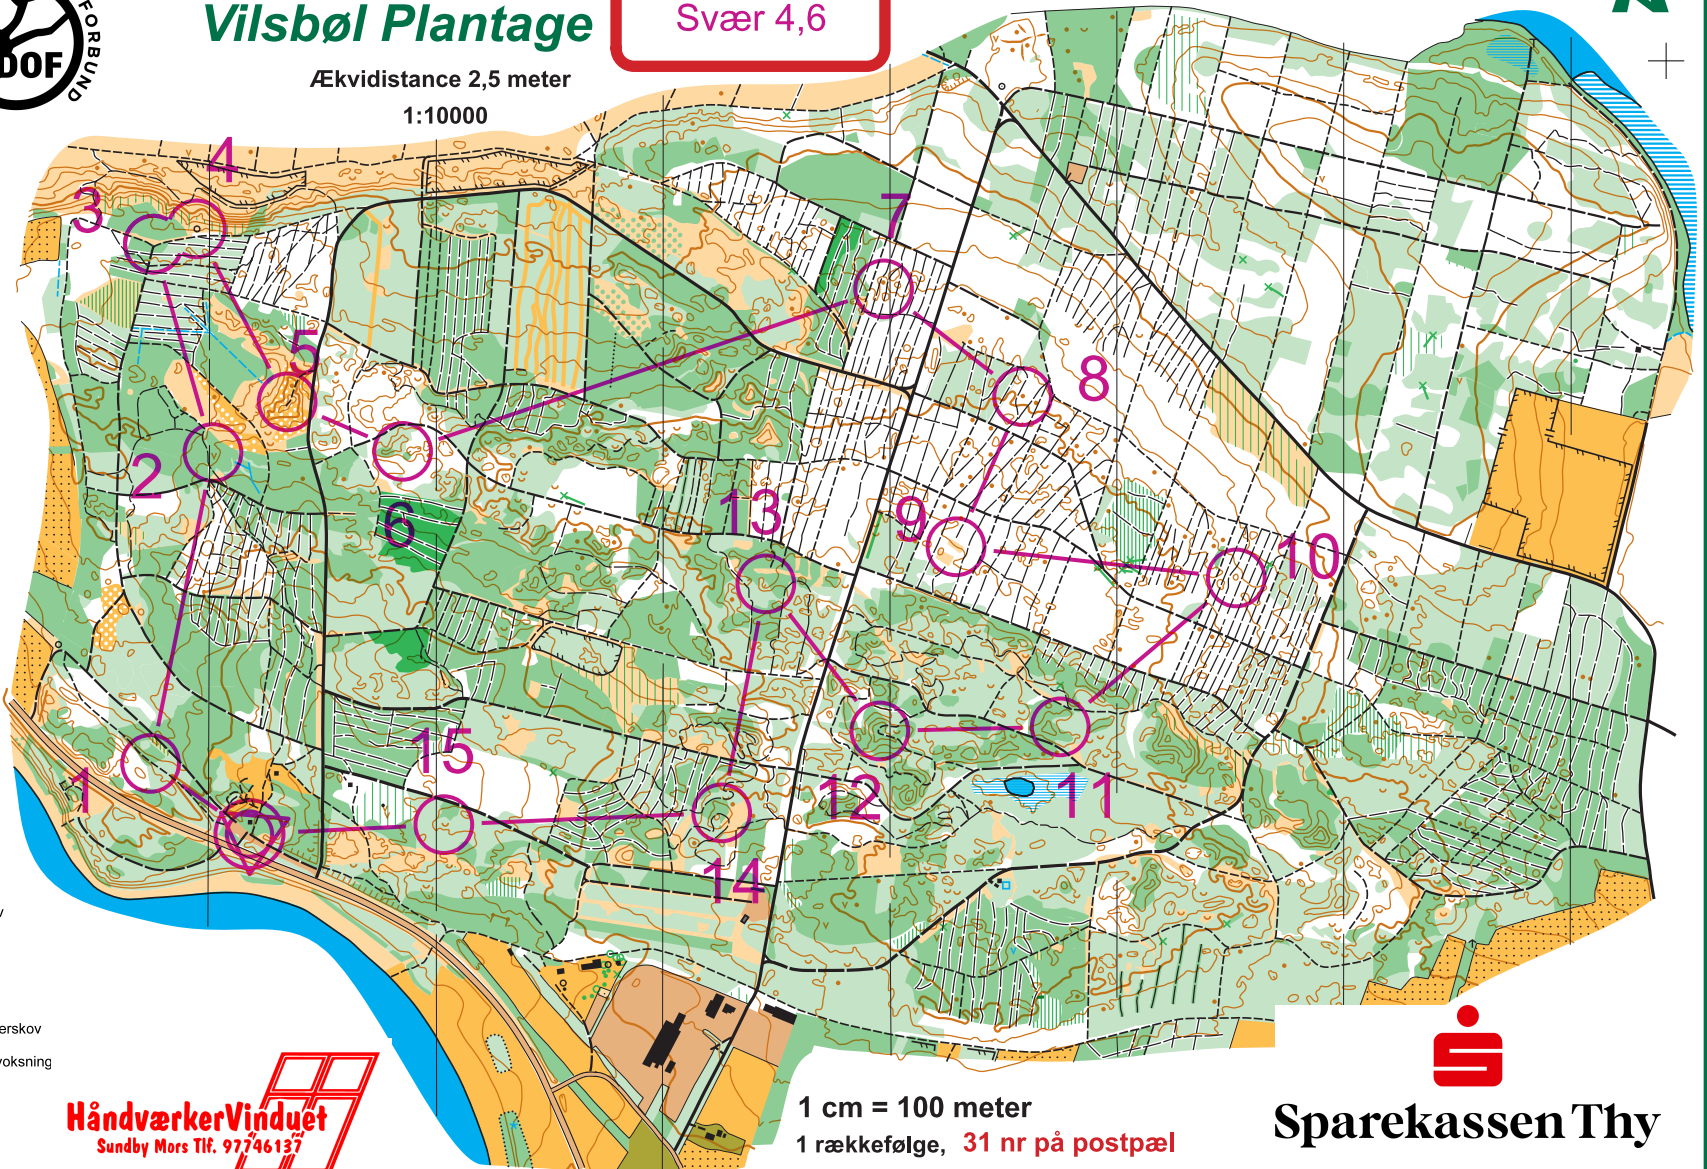 FORBUND
DOF
Vilsbøl Plantage
Svær 4,6
Ækvidistance 2,5 meter
1:10000
4
3
7
5
8
2
6
13
9
10
15
1
12
11
14
erskov
voksning
HåndværkerVinduet
Sundby Mors Tlf. 97746137
1 cm = 100 meter
1 rækkefølge, 31 nr på postpæl
Sparekassen Thy